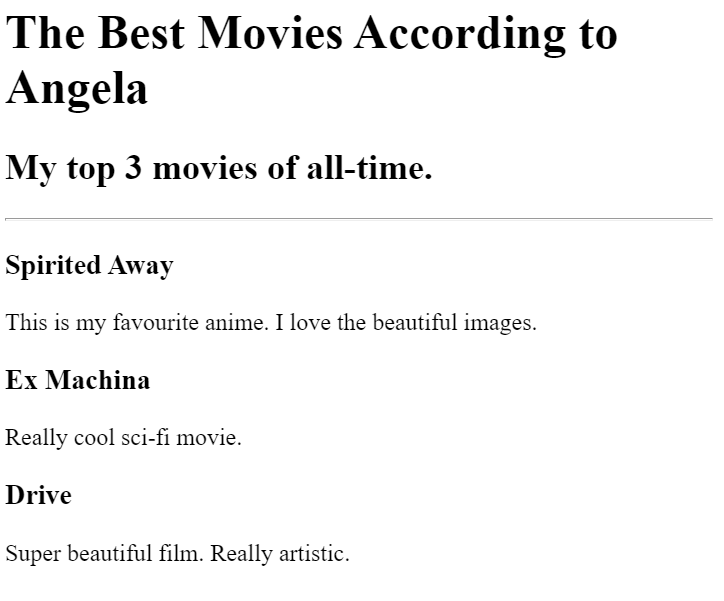 The Best Movies According to
Angela
My top 3 movies of all-time.
Spirited Away
This is my favourite anime. I love the beautiful images.
Ex Machina
Really cool sci-fi movie.
Drive
Super beautiful film. Really artistic.